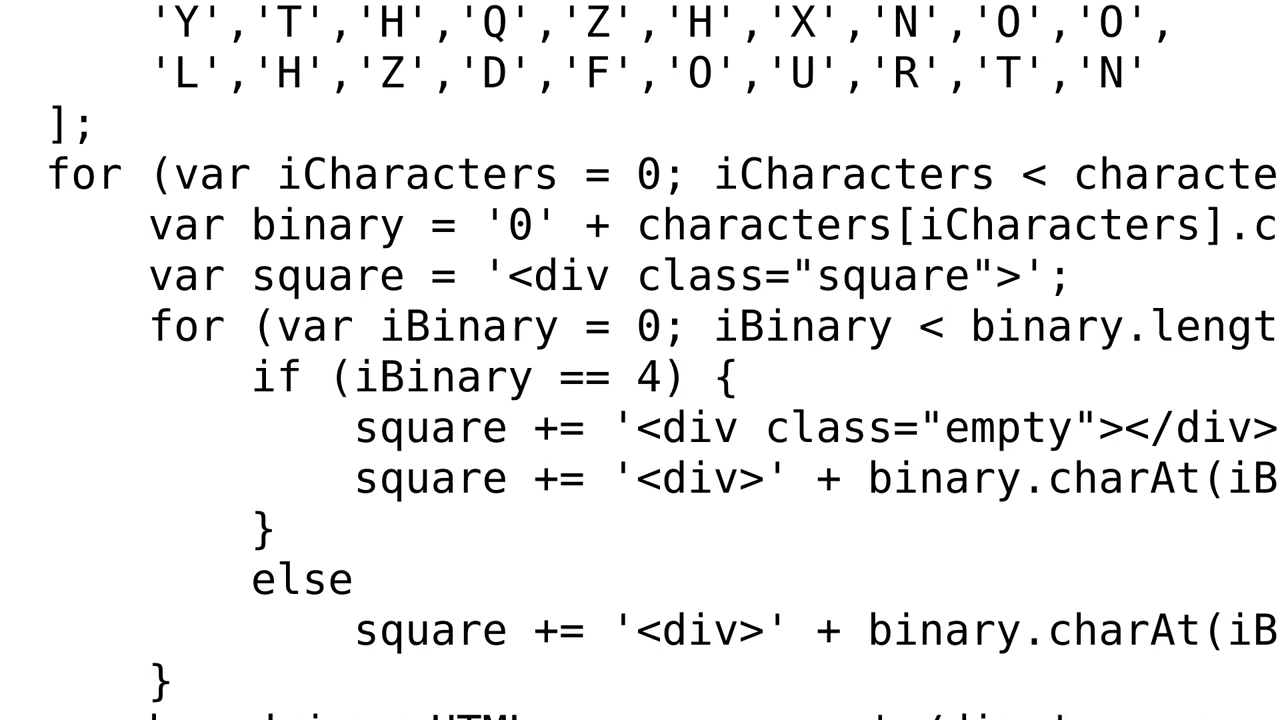 'Y','T','H','Q','Z','H','X','N','O','O',
'L','H','Z','D','F','O','U','R','T','N'
];
for (var iCharacters = 0; iCharacters < characte
var binary = '0' + characters[iCharacters].c
var square = '<div class="square">';
for (var iBinary = 0; iBinary < binary.lengt
if (iBinary == 4) {
square += '<div class="empty"></div>
square += '<div>' + binary.charAt(iB
}
else
square += '<div>' + binary.charAt(iB
}